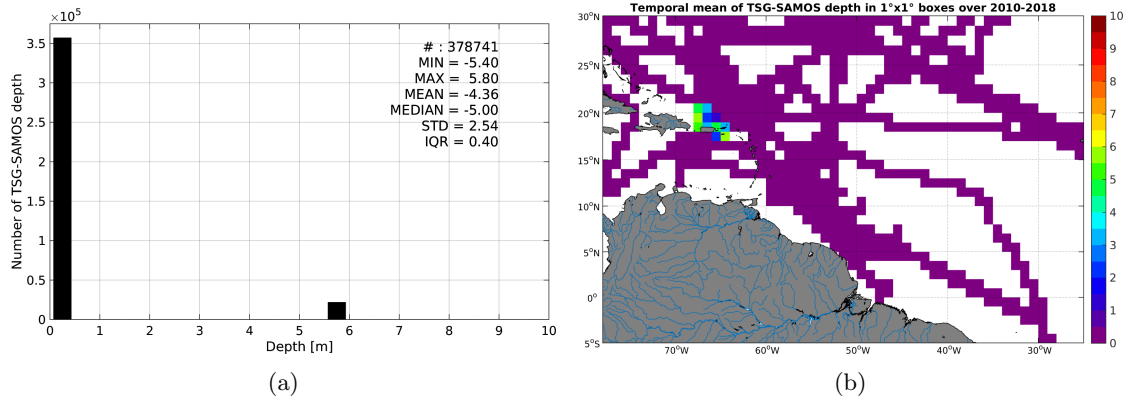 ×10⁵
3.5
3
2.5
2
1.5
1
0.5
0
0 1 2 3 4 5 6 7 8 9 10
Number of TSG-SAMOS depth
Depth [m]
# : 378741
MIN = -5.40
MAX = 5.80
MEAN = -4.36
MEDIAN = -5.00
STD = 2.54
IQR = 0.40
(a)
Temporal mean of TSG-SAMOS depth in 1°x1° boxes over 2010-2018
30°N
25°N
20°N
15°N
10°N
5°N
0°
5°S
70°W 60°W 50°W 40°W 30°W
10
9
8
7
6
5
4
3
2
1
0
(b)